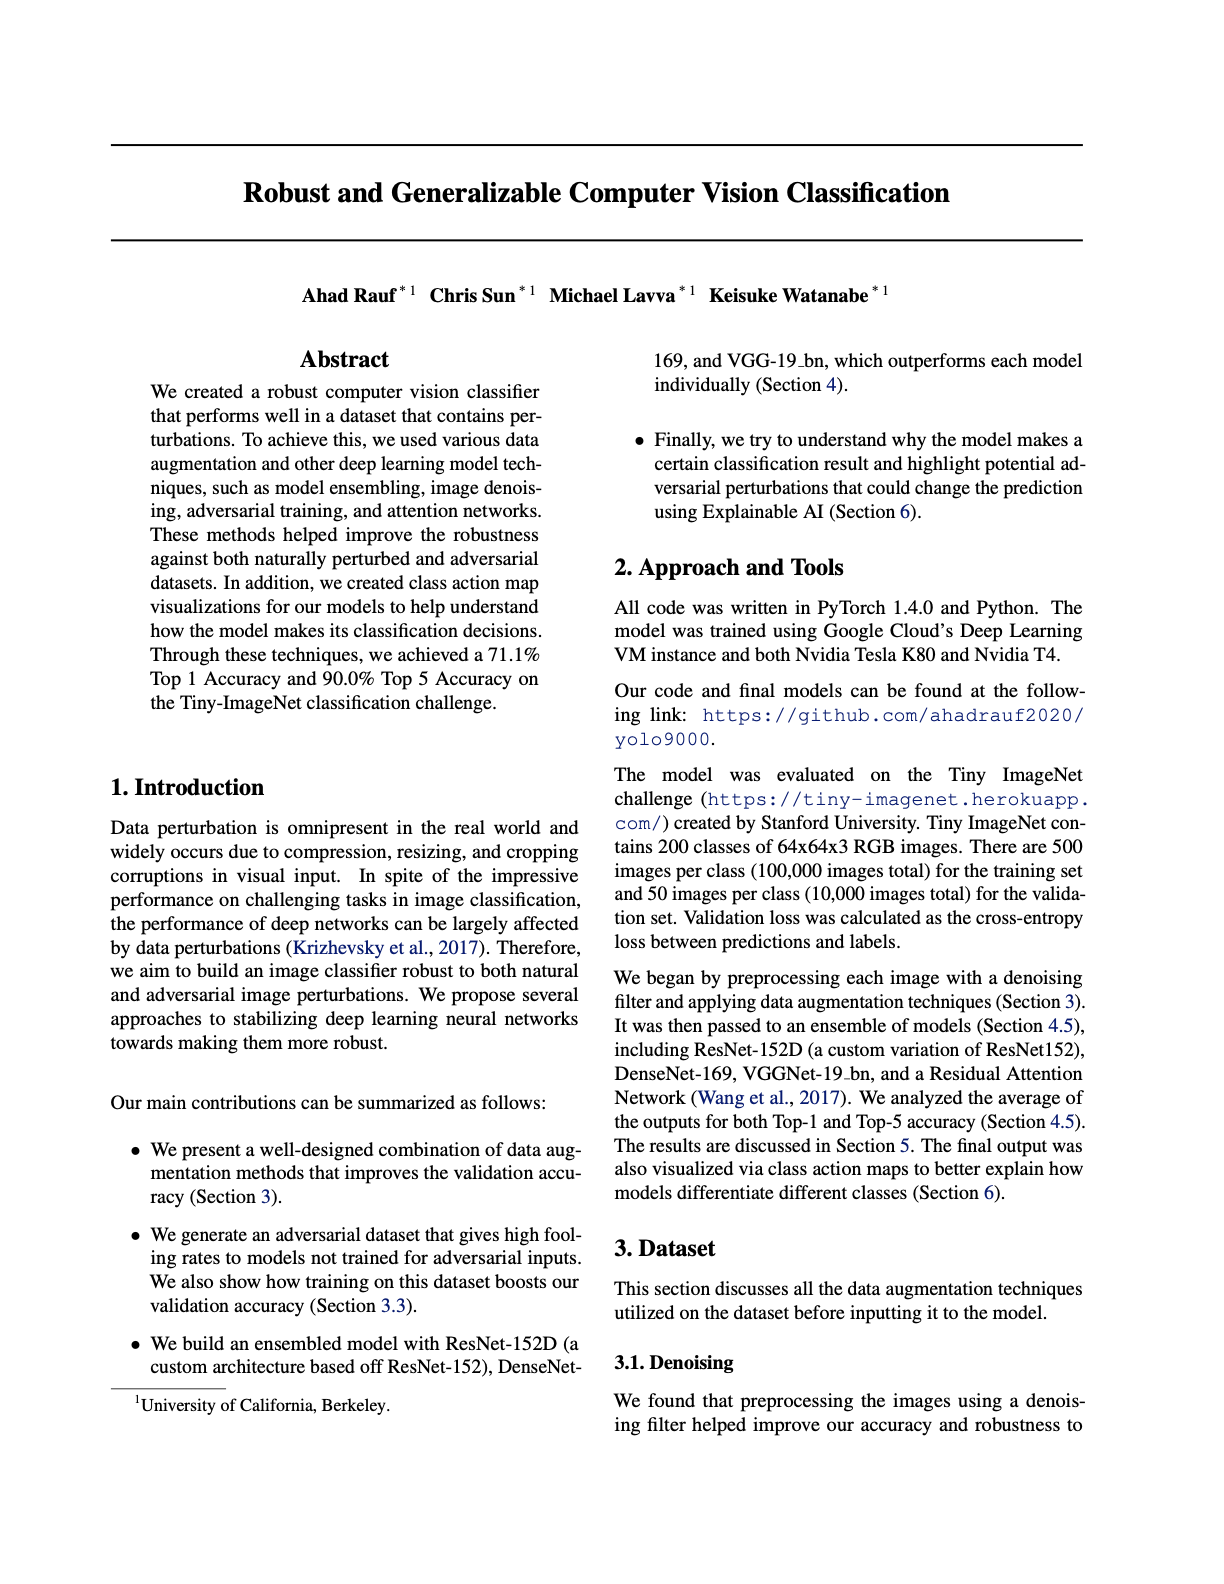 Robust and Generalizable Computer Vision Classification
Ahad Rauf * 1 Chris Sun * 1 Michael Lavva * 1 Keisuke Watanabe * 1
Abstract
We created a robust computer vision classifier
that performs well in a dataset that contains per-
turbations. To achieve this, we used various data
augmentation and other deep learning model tech-
niques, such as model ensembling, image denois-
ing, adversarial training, and attention networks.
These methods helped improve the robustness
against both naturally perturbed and adversarial
datasets. In addition, we created class action map
visualizations for our models to help understand
how the model makes its classification decisions.
Through these techniques, we achieved a 71.1%
Top 1 Accuracy and 90.0% Top 5 Accuracy on
the Tiny-ImageNet classification challenge.
1. Introduction
Data perturbation is omnipresent in the real world and
widely occurs due to compression, resizing, and cropping
corruptions in visual input. In spite of the impressive
performance on challenging tasks in image classification,
the performance of deep networks can be largely affected
by data perturbations (Krizhevsky et al., 2017). Therefore,
we aim to build an image classifier robust to both natural
and adversarial image perturbations. We propose several
approaches to stabilizing deep learning neural networks
towards making them more robust.
Our main contributions can be summarized as follows:
• We present a well-designed combination of data aug-
mentation methods that improves the validation accu-
racy (Section 3).
• We generate an adversarial dataset that gives high fool-
ing rates to models not trained for adversarial inputs.
We also show how training on this dataset boosts our
validation accuracy (Section 3.3).
• We build an ensembled model with ResNet-152D (a
custom architecture based off ResNet-152), DenseNet-
1University of California, Berkeley.
169, and VGG-19_bn, which outperforms each model
individually (Section 4).
• Finally, we try to understand why the model makes a
certain classification result and highlight potential ad-
versarial perturbations that could change the prediction
using Explainable AI (Section 6).
2. Approach and Tools
All code was written in PyTorch 1.4.0 and Python. The
model was trained using Google Cloud's Deep Learning
VM instance and both Nvidia Tesla K80 and Nvidia T4.
Our code and final models can be found at the follow-
ing link: https://github.com/ahadrauf2020/
yolo9000.
The model was evaluated on the Tiny ImageNet
challenge (https://tiny-imagenet.herokuapp.
com/) created by Stanford University. Tiny ImageNet con-
tains 200 classes of 64x64x3 RGB images. There are 500
images per class (100,000 images total) for the training set
and 50 images per class (10,000 images total) for the valida-
tion set. Validation loss was calculated as the cross-entropy
loss between predictions and labels.
We began by preprocessing each image with a denoising
filter and applying data augmentation techniques (Section 3).
It was then passed to an ensemble of models (Section 4.5),
including ResNet-152D (a custom variation of ResNet152),
DenseNet-169, VGGNet-19_bn, and a Residual Attention
Network (Wang et al., 2017). We analyzed the average of
the outputs for both Top-1 and Top-5 accuracy (Section 4.5).
The results are discussed in Section 5. The final output was
also visualized via class action maps to better explain how
models differentiate different classes (Section 6).
3. Dataset
This section discusses all the data augmentation techniques
utilized on the dataset before inputting it to the model.
3.1. Denoising
We found that preprocessing the images using a denois-
ing filter helped improve our accuracy and robustness to